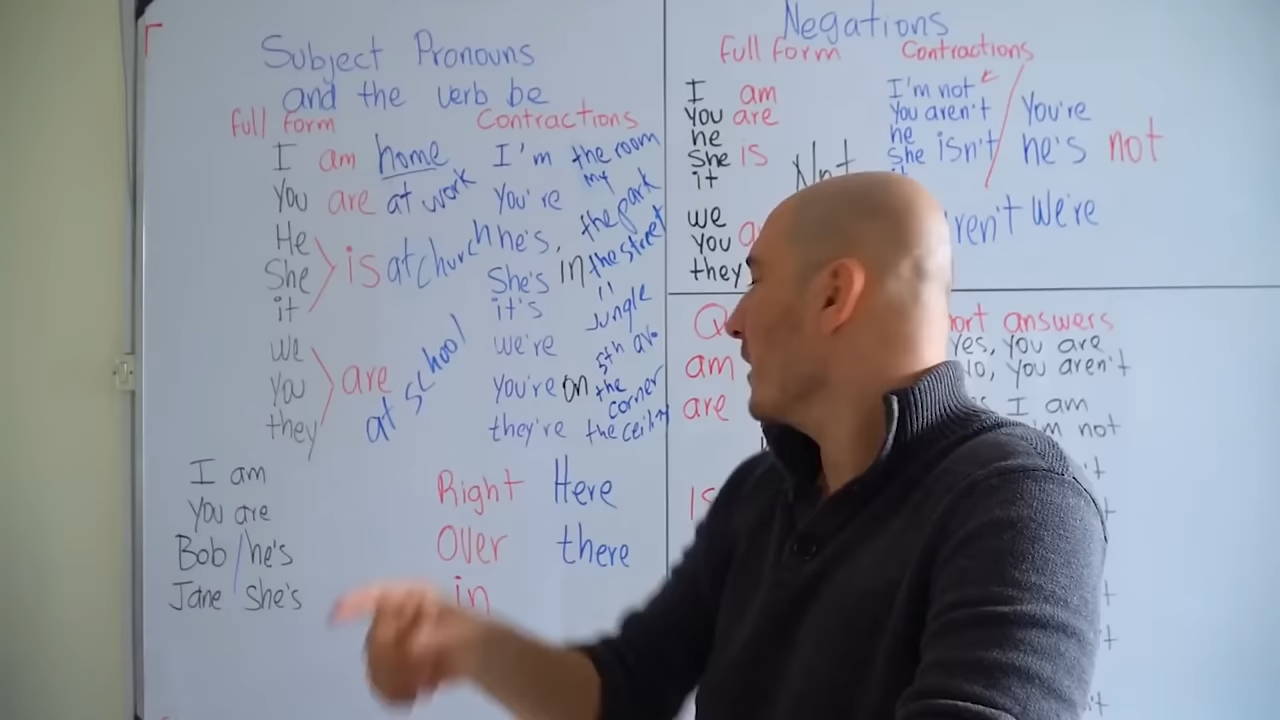 Subject Pronouns
and the verb be
full form Contractions
I am home I'm the room
You are at work You're my
He he's, the park
She is at church She's in the street
it it's " Jungle
we we're 5th av.
you are at school You're on the corner
they they're the ceiling
I am
You are
Bob / he's
Jane / She's
Right Here
Over there
in
Negations
full form Contractions
I am I'm not
You are You aren't / You're
he he
She is She isn't he's not
it
Not
we
you
they
We're
answers
am Yes, you are
you aren't
are I am
not